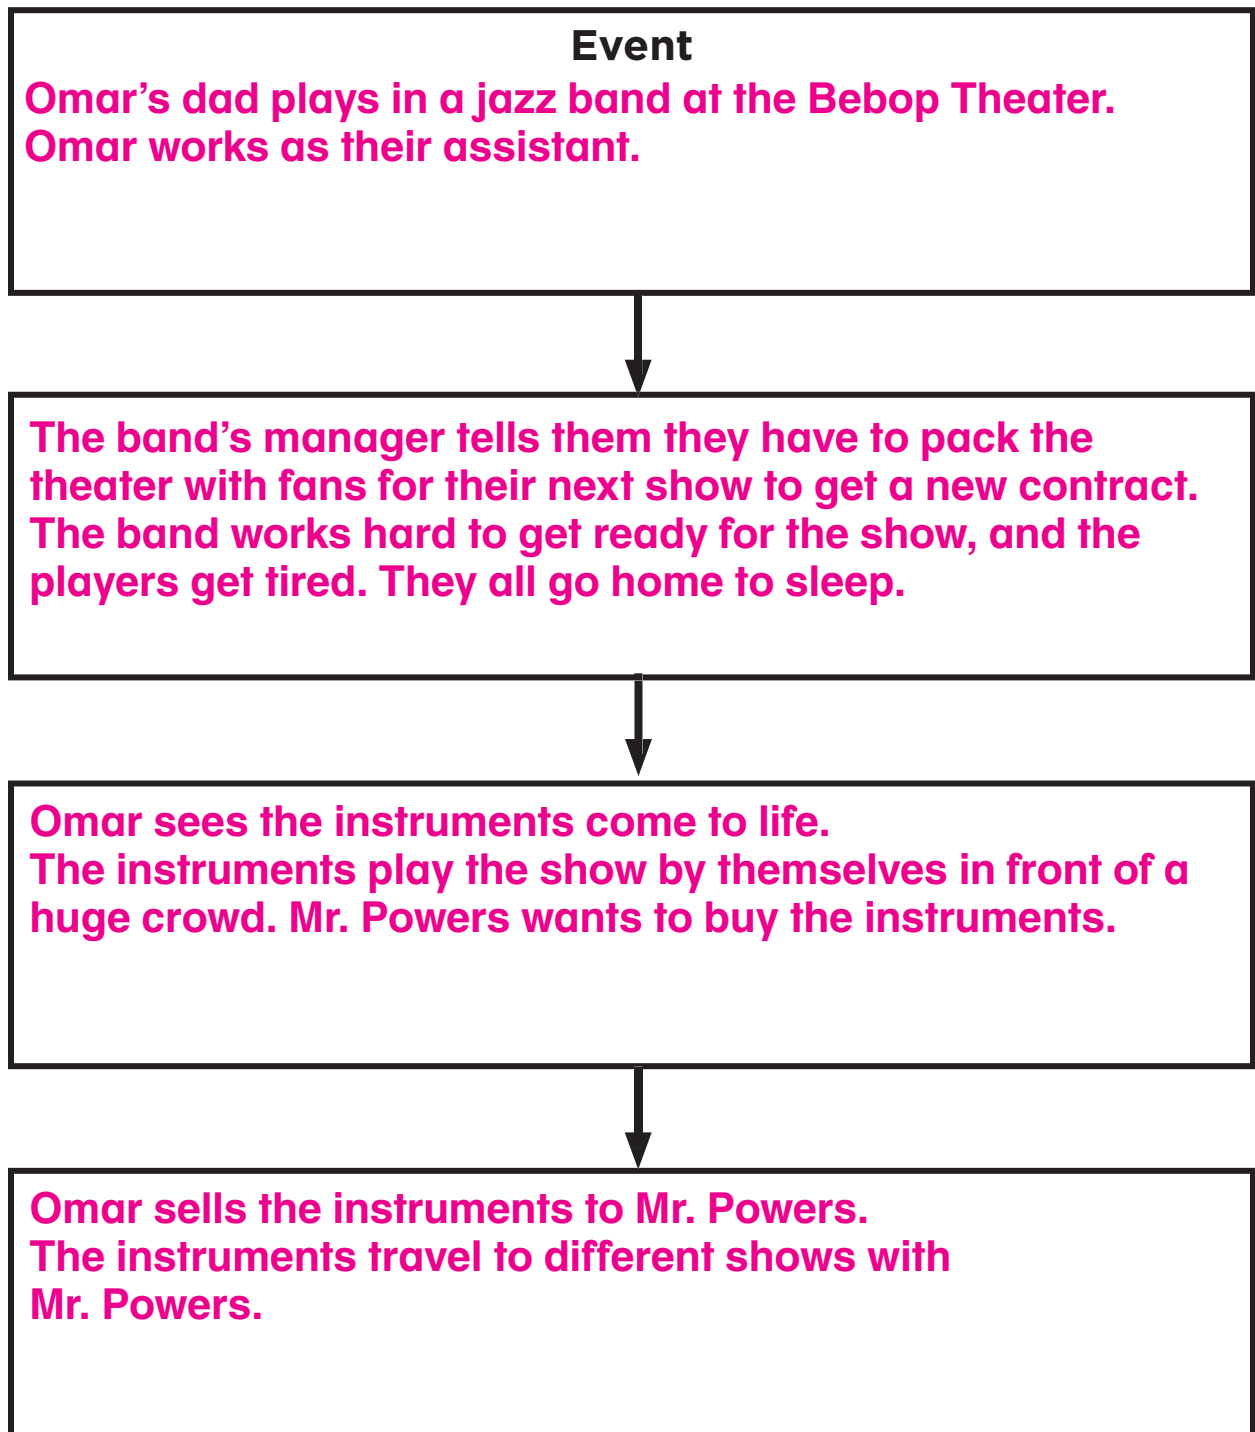 Event
Omar’s dad plays in a jazz band at the Bebop Theater.
Omar works as their assistant.
The band’s manager tells them they have to pack the
theater with fans for their next show to get a new contract.
The band works hard to get ready for the show, and the
players get tired. They all go home to sleep.
Omar sees the instruments come to life.
The instruments play the show by themselves in front of a
huge crowd. Mr. Powers wants to buy the instruments.
Omar sells the instruments to Mr. Powers.
The instruments travel to different shows with
Mr. Powers.